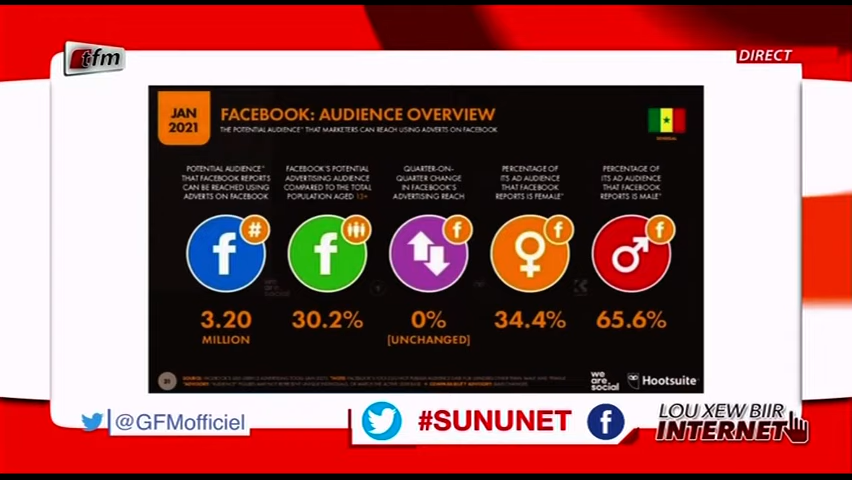 tfm
DIRECT
JAN
2021
FACEBOOK: AUDIENCE OVERVIEW
THE POTENTIAL AUDIENCE* THAT MARKETERS CAN REACH USING ADVERTS ON FACEBOOK
SENEGAL
POTENTIAL AUDIENCE*
THAT FACEBOOK REPORTS
CAN BE REACHED USING
ADVERTS ON FACEBOOK
FACEBOOK'S POTENTIAL
ADVERTISING AUDIENCE
COMPARED TO THE TOTAL
POPULATION AGED 13+
QUARTER-ON-
QUARTER CHANGE
IN FACEBOOK'S
ADVERTISING REACH
PERCENTAGE OF
ITS AD AUDIENCE
THAT FACEBOOK
REPORTS IS FEMALE*
PERCENTAGE OF
ITS AD AUDIENCE
THAT FACEBOOK
REPORTS IS MALE*
#
3.20
MILLION
30.2%
0%
[UNCHANGED]
34.4%
65.6%
we
are
social
Hootsuite
@GFMofficiel
#SUNUNET
LOU XEW BIIR
INTERNET